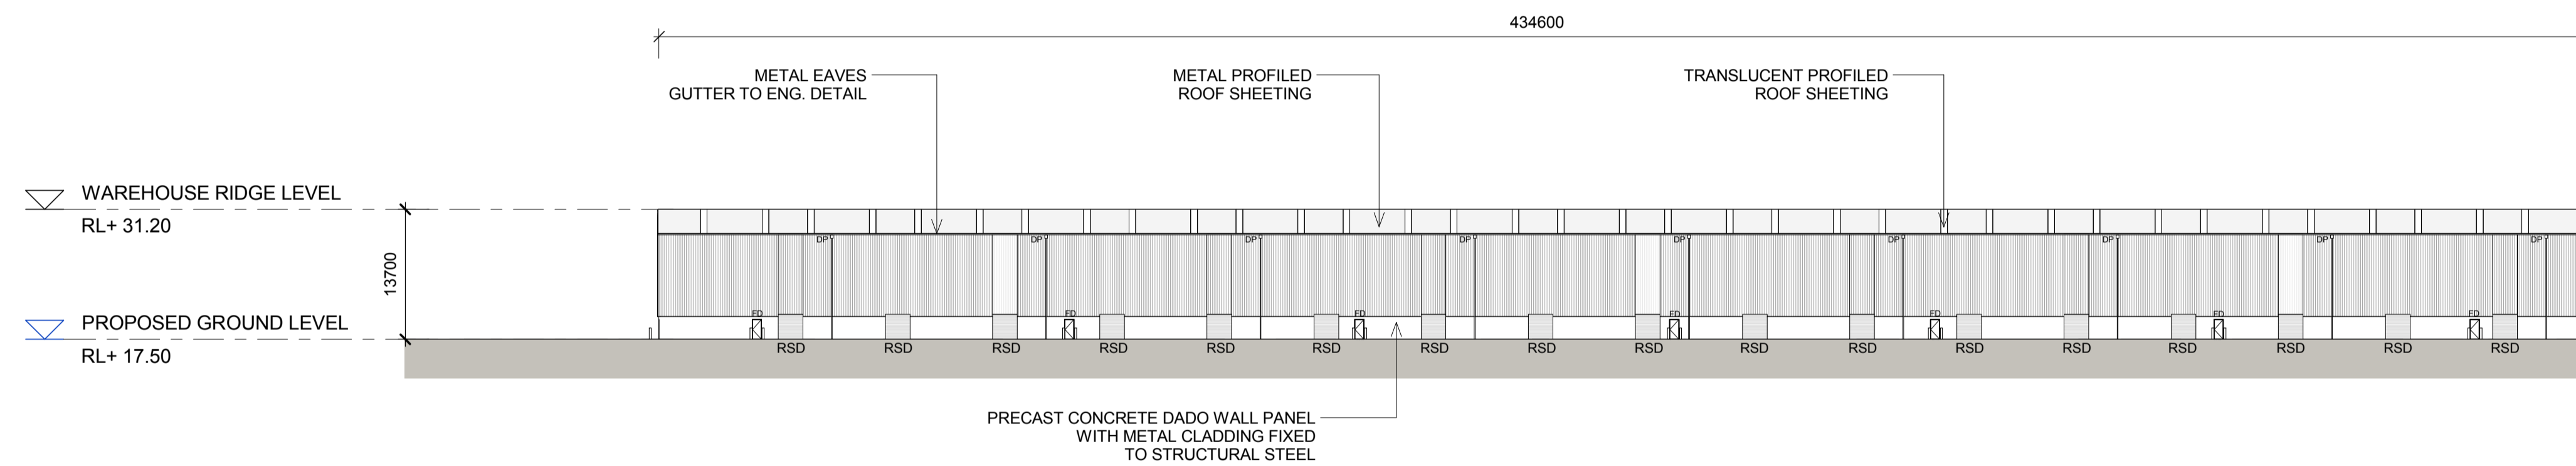 434600
METAL EAVES
GUTTER TO ENG. DETAIL
METAL PROFILED
ROOF SHEETING
TRANSLUCENT PROFILED
ROOF SHEETING
WAREHOUSE RIDGE LEVEL
RL+ 31.20
13700
DP DP DP DP DP DP DP DP DP
PROPOSED GROUND LEVEL
RL+ 17.50
FD FD FD FD FD FD FD
RSD RSD RSD RSD RSD RSD RSD RSD RSD RSD RSD RSD RSD RSD RSD RSD RSD
PRECAST CONCRETE DADO WALL PANEL
WITH METAL CLADDING FIXED
TO STRUCTURAL STEEL